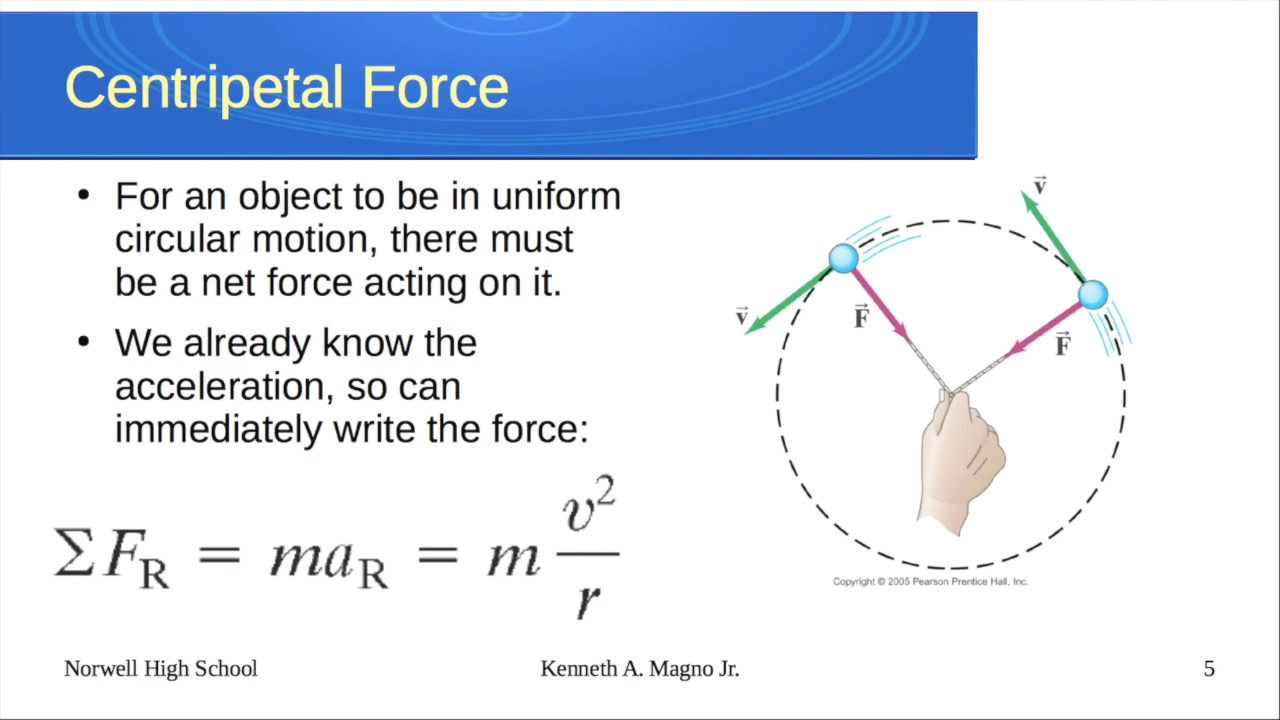 Centripetal Force
• For an object to be in uniform
circular motion, there must
be a net force acting on it.
• We already know the
acceleration, so can
immediately write the force:
ΣF_R = ma_R = m v²/r
v⃗
v⃗
F⃗
F⃗
Copyright © 2005 Pearson Prentice Hall, Inc.
Norwell High School
Kenneth A. Magno Jr.
5